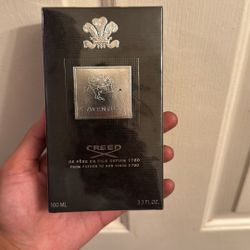 AVENTUS
CREED
DE PÈRE EN FILS DEPUIS 1760
FROM FATHER TO SON SINCE 1760
100 ML 3.3 FL.OZ.